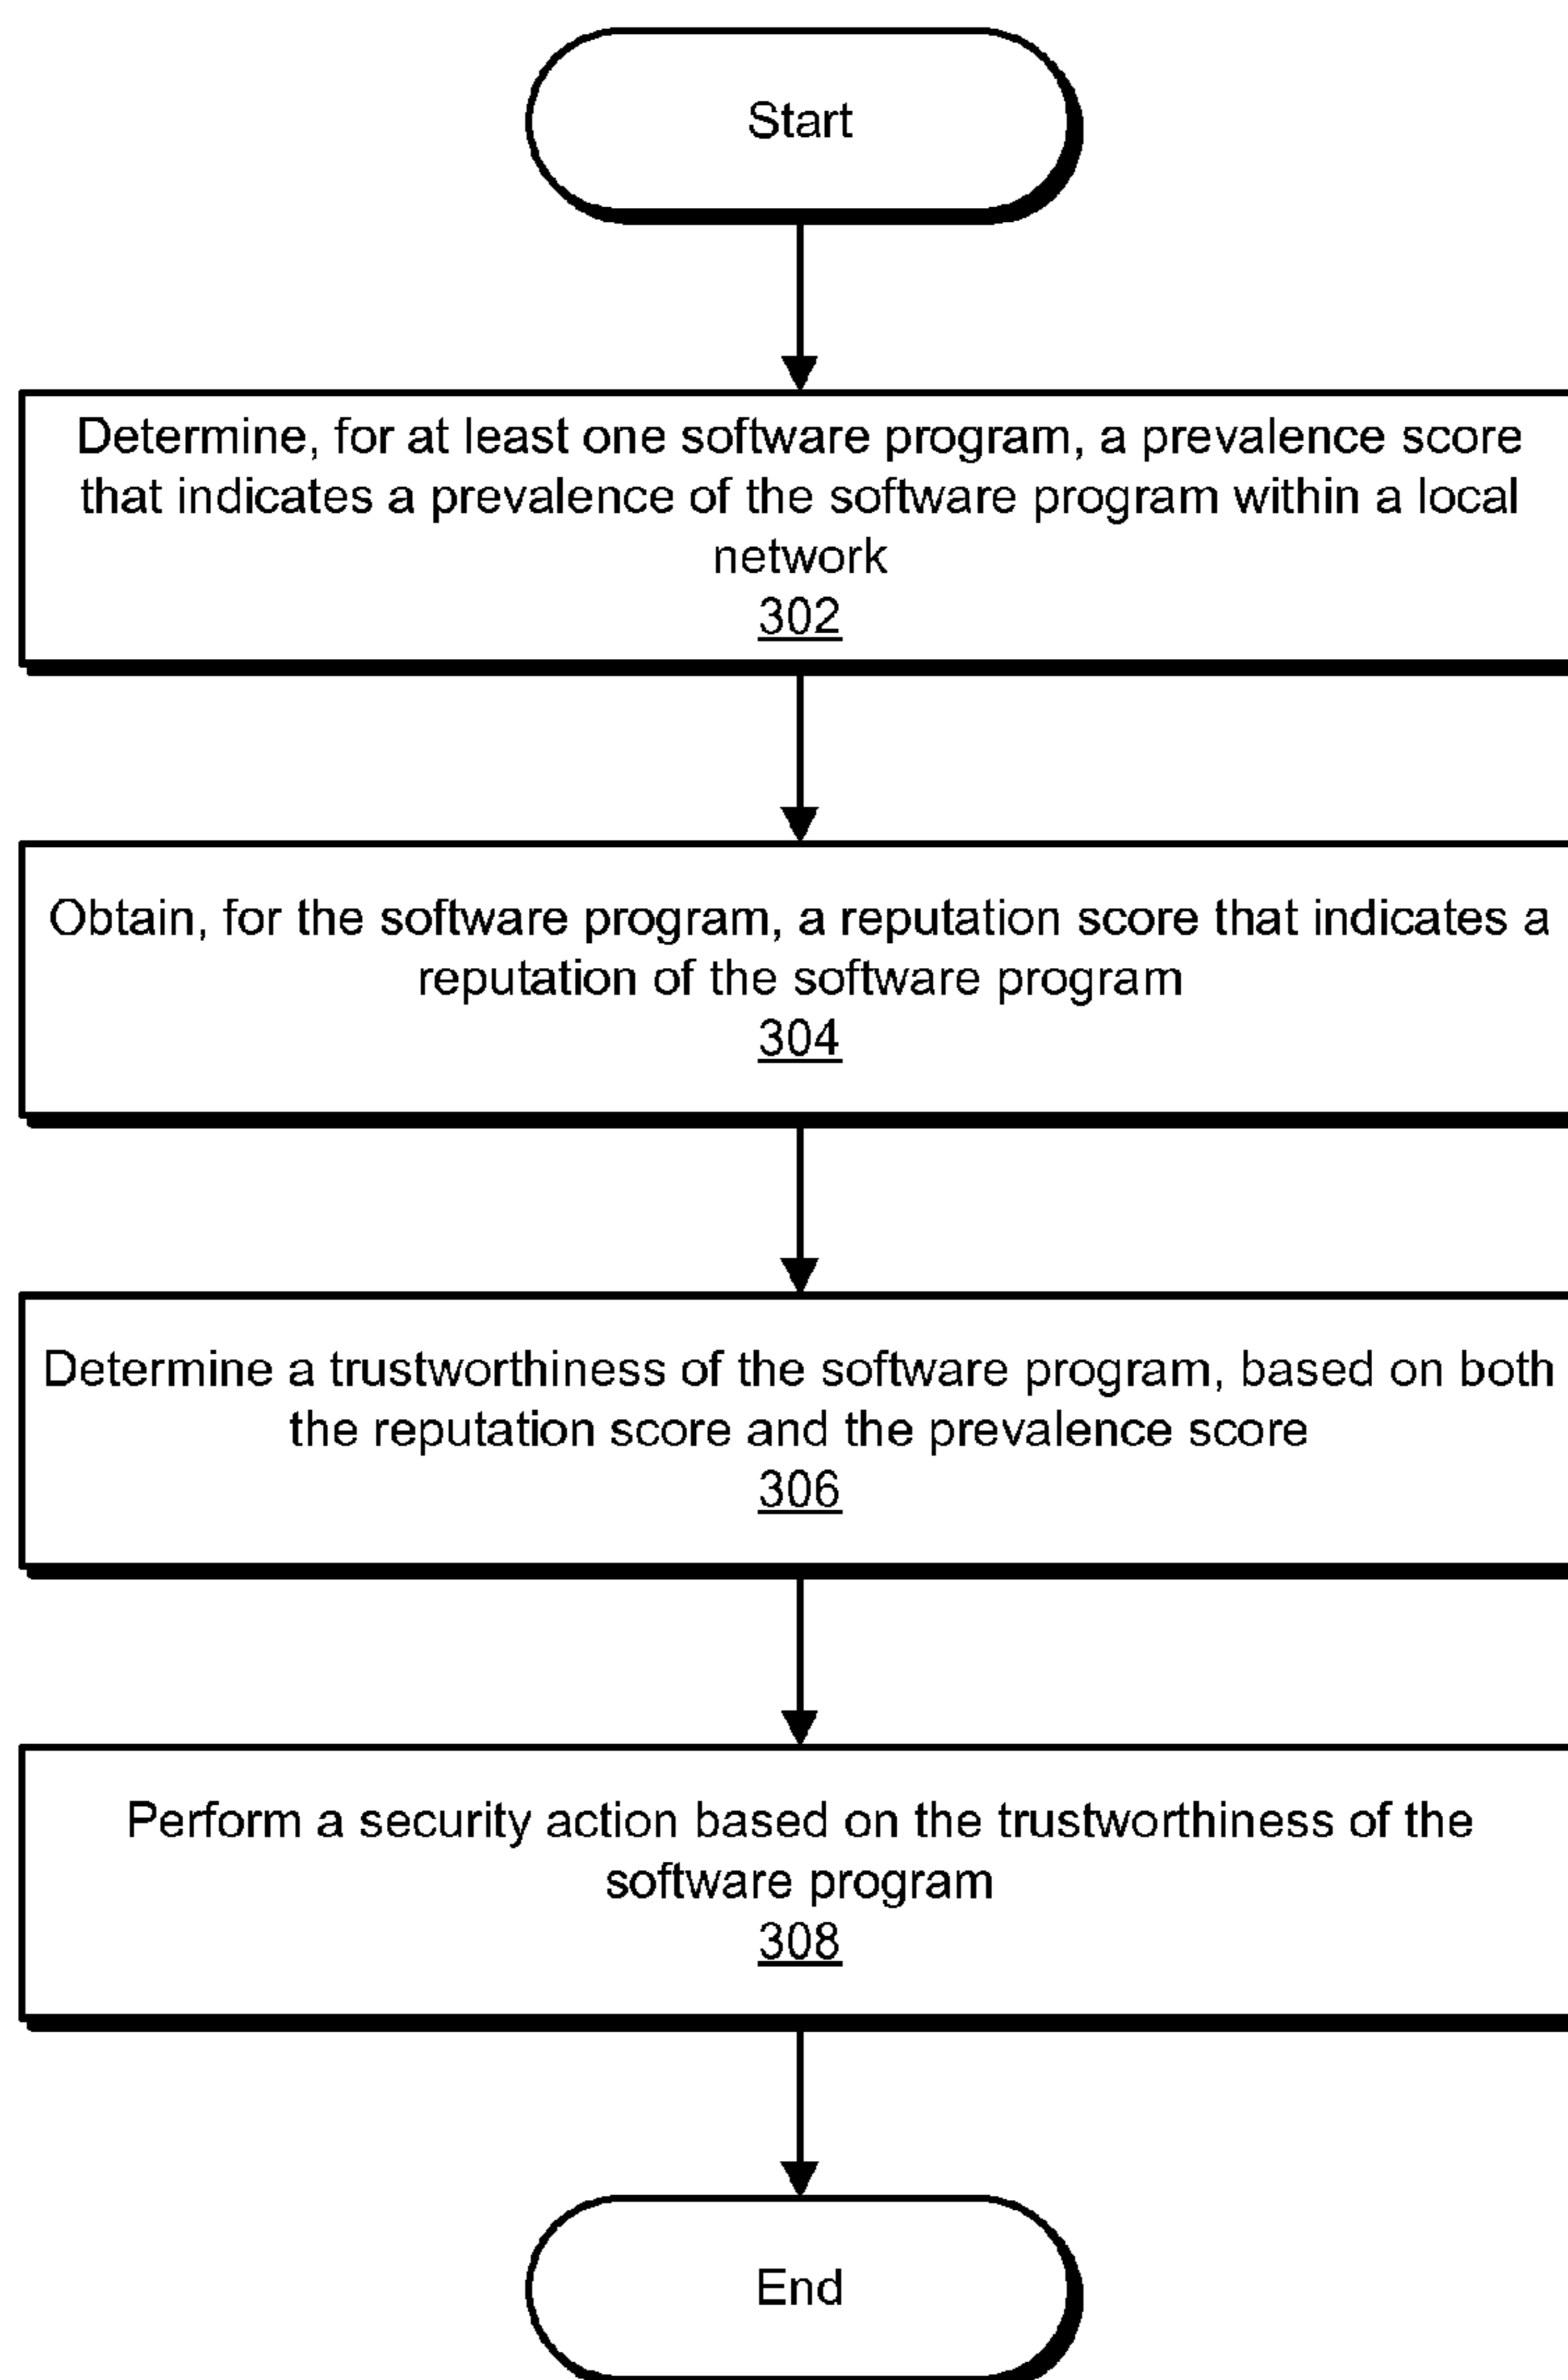 Start
Determine, for at least one software program, a prevalence score
that indicates a prevalence of the software program within a local
network
302
Obtain, for the software program, a reputation score that indicates a
reputation of the software program
304
Determine a trustworthiness of the software program, based on both
the reputation score and the prevalence score
306
Perform a security action based on the trustworthiness of the
software program
308
End